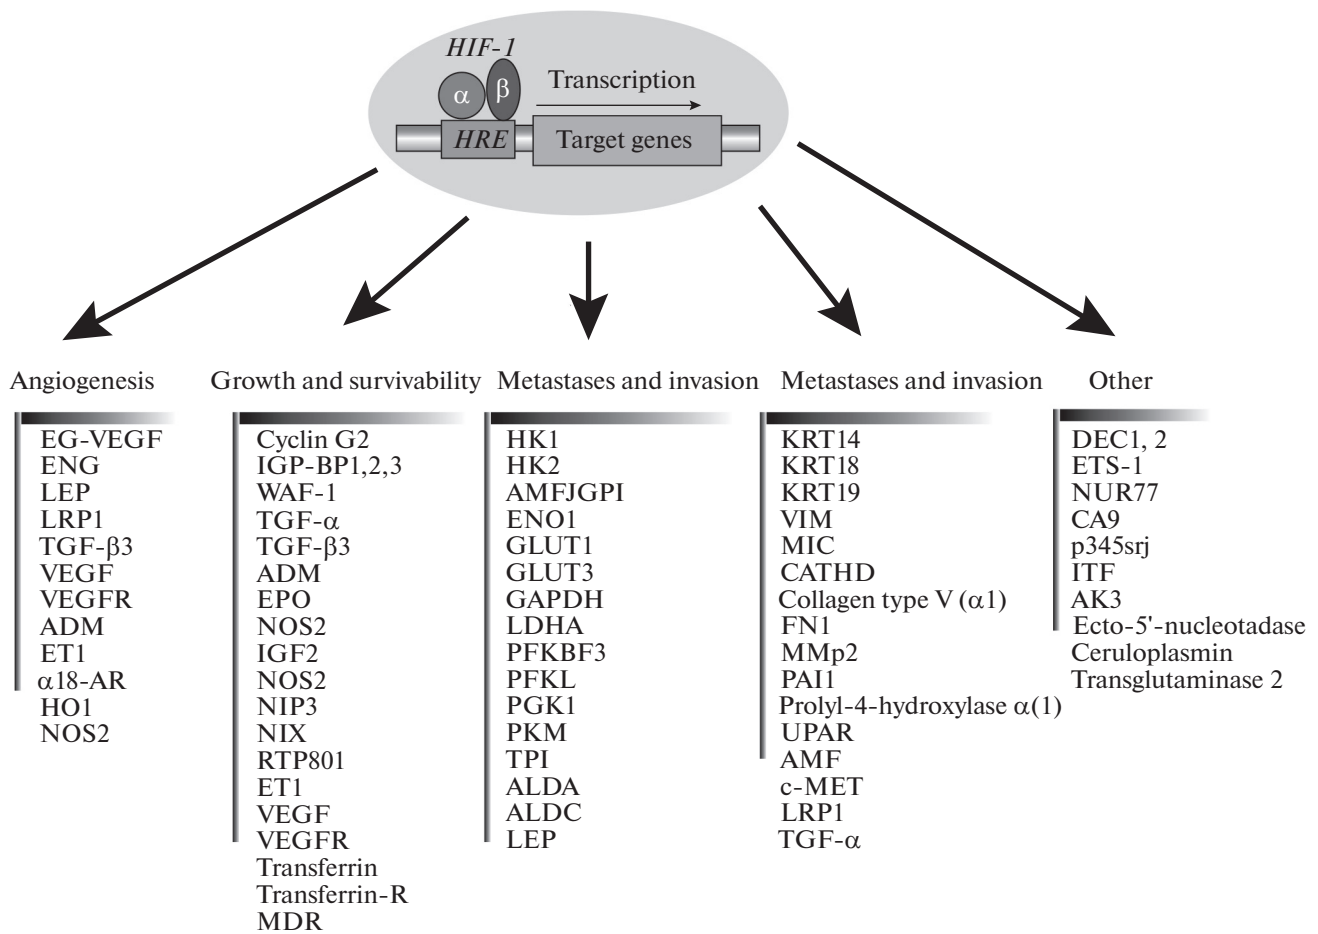 HIF-1
α
β
Transcription
HRE
Target genes
Angiogenesis
EG-VEGF
ENG
LEP
LRP1
TGF-β3
VEGF
VEGFR
ADM
ET1
α18-AR
HO1
NOS2
Growth and survivability
Cyclin G2
IGP-BP1,2,3
WAF-1
TGF-α
TGF-β3
ADM
EPO
NOS2
IGF2
NOS2
NIP3
NIX
RTP801
ET1
VEGF
VEGFR
Transferrin
Transferrin-R
MDR
Metastases and invasion
HK1
HK2
AMFJGPI
ENO1
GLUT1
GLUT3
GAPDH
LDHA
PFKBF3
PFKL
PGK1
PKM
TPI
ALDA
ALDC
LEP
Metastases and invasion
KRT14
KRT18
KRT19
VIM
MIC
CATHD
Collagen type V (α1)
FN1
MMp2
PAI1
Prolyl-4-hydroxylase α(1)
UPAR
AMF
c-MET
LRP1
TGF-α
Other
DEC1, 2
ETS-1
NUR77
CA9
p345srj
ITF
AK3
Ecto-5'-nucleotadase
Ceruloplasmin
Transglutaminase 2